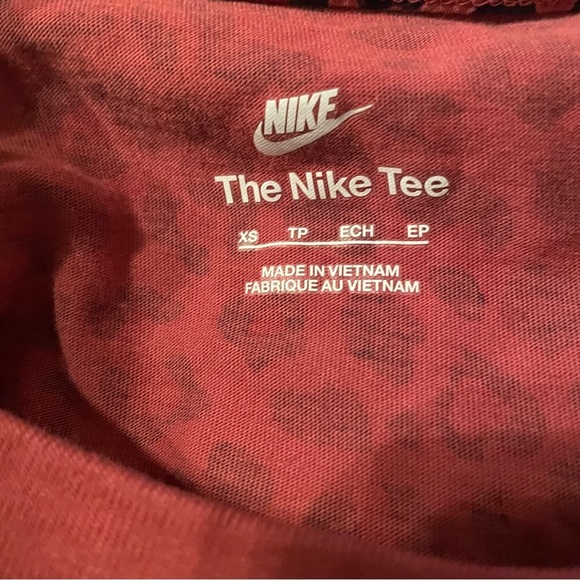 NIKE
The Nike Tee
XS TP ECH EP
MADE IN VIETNAM
FABRIQUE AU VIETNAM